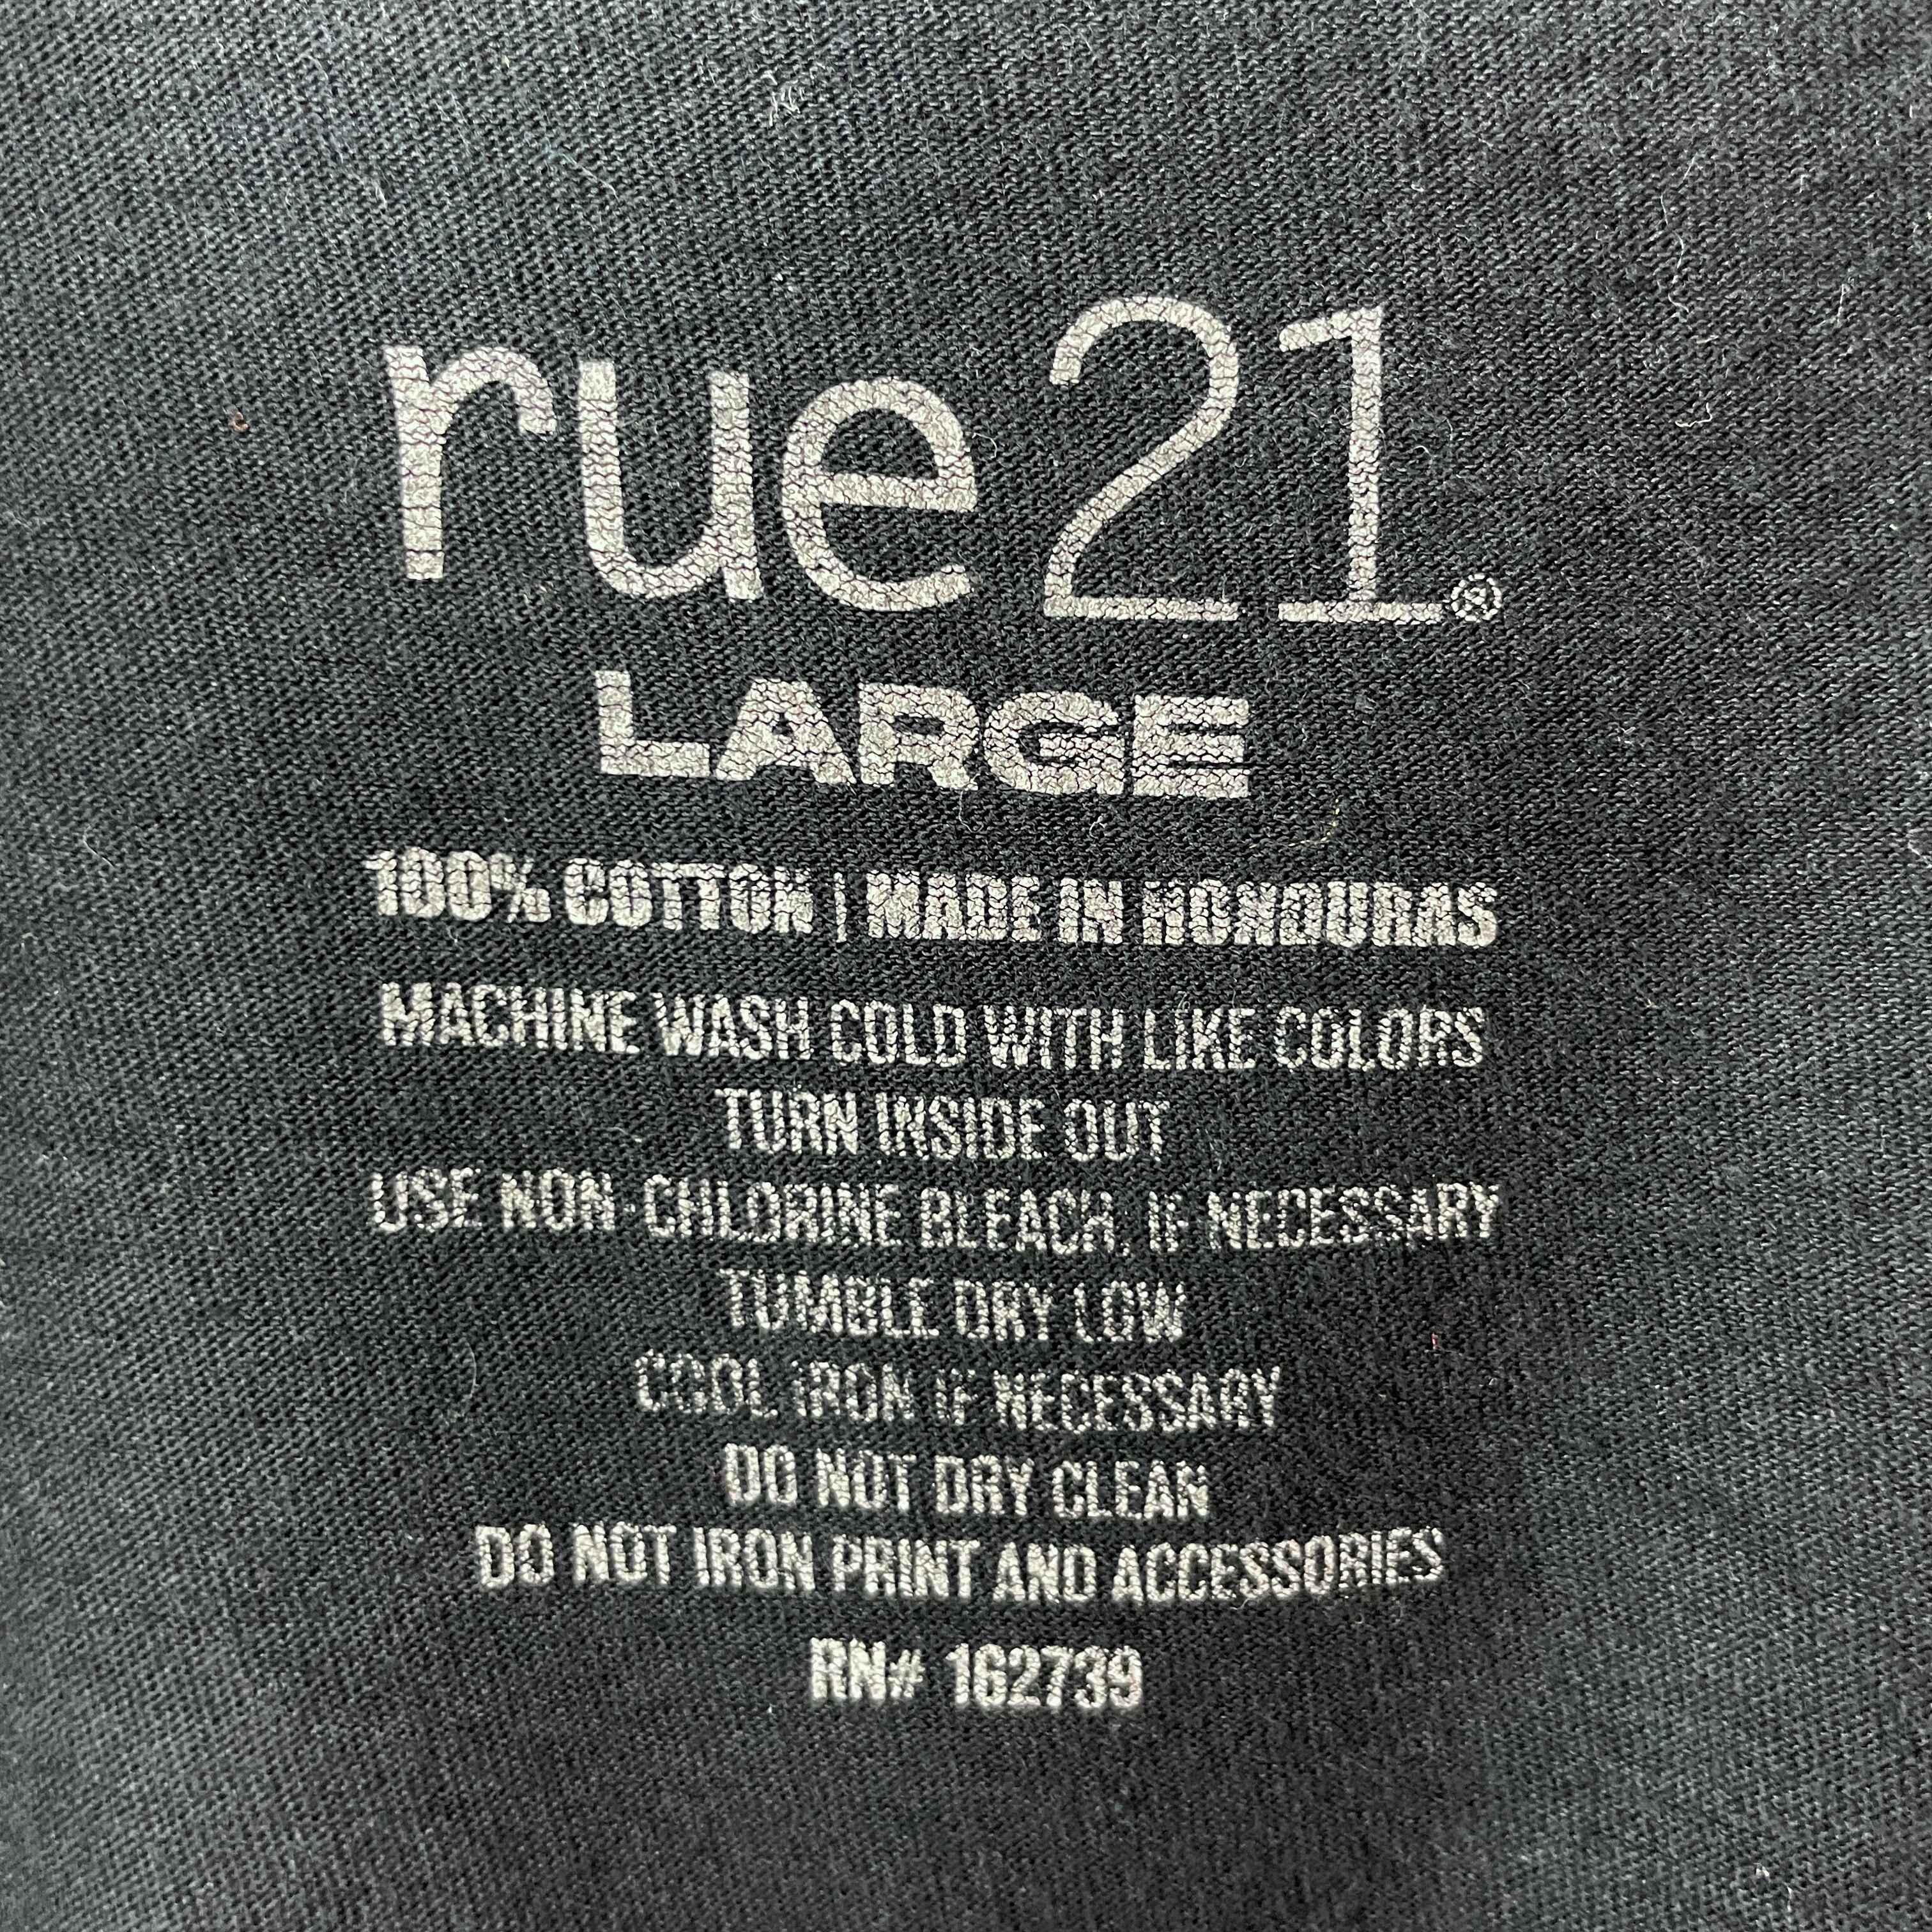 rue21®
LARGE
100% COTTON | MADE IN HONDURAS
MACHINE WASH COLD WITH LIKE COLORS
TURN INSIDE OUT
USE NON-CHLORINE BLEACH, IF NECESSARY
TUMBLE DRY LOW
COOL IRON IF NECESSARY
DO NOT DRY CLEAN
DO NOT IRON PRINT AND ACCESSORIES
RN# 162739